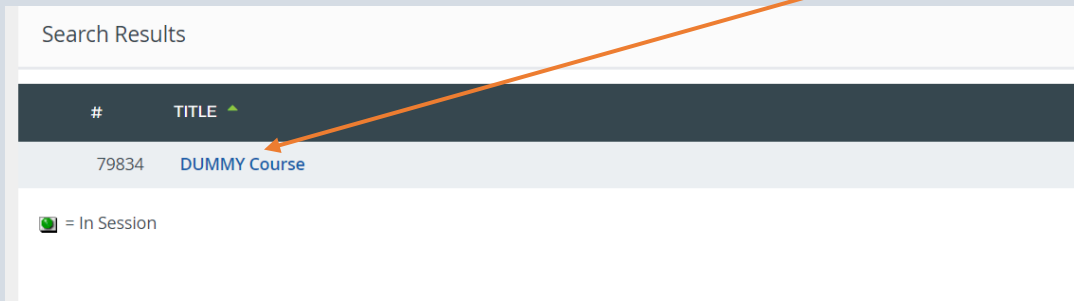 Search Results
# TITLE
79834 DUMMY Course
= In Session